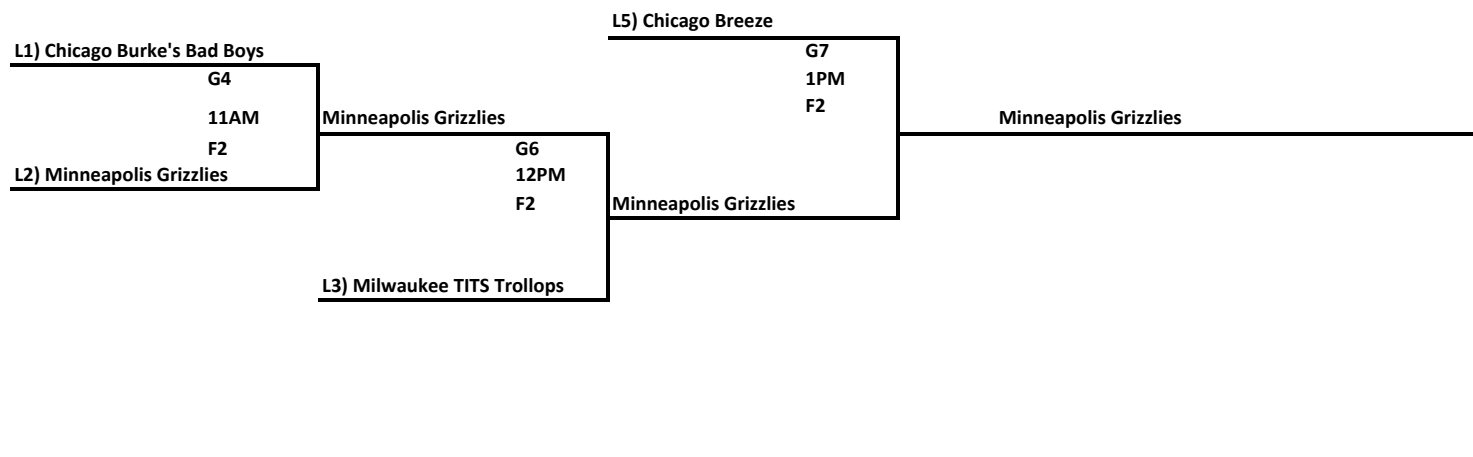 L5) Chicago Breeze
L1) Chicago Burke's Bad Boys
G7
G4
1PM
F2
11AM
Minneapolis Grizzlies
Minneapolis Grizzlies
F2
G6
L2) Minneapolis Grizzlies
12PM
F2
Minneapolis Grizzlies
L3) Milwaukee TITS Trollops